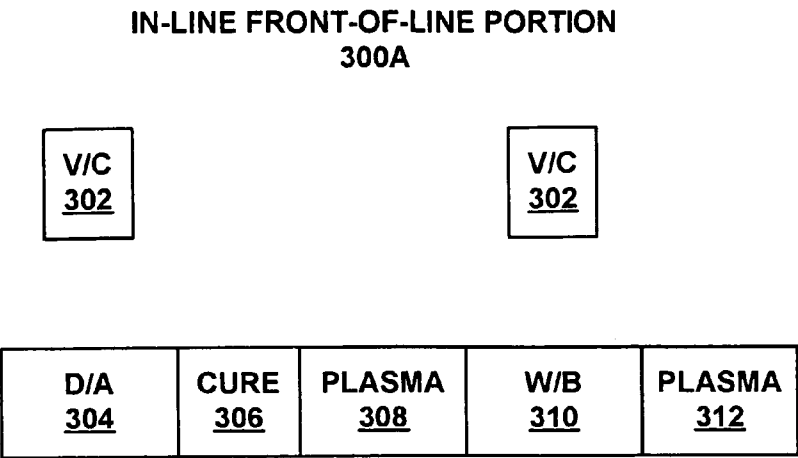 IN-LINE FRONT-OF-LINE PORTION
300A
V/C
302
V/C
302
D/A
304
CURE
306
PLASMA
308
W/B
310
PLASMA
312